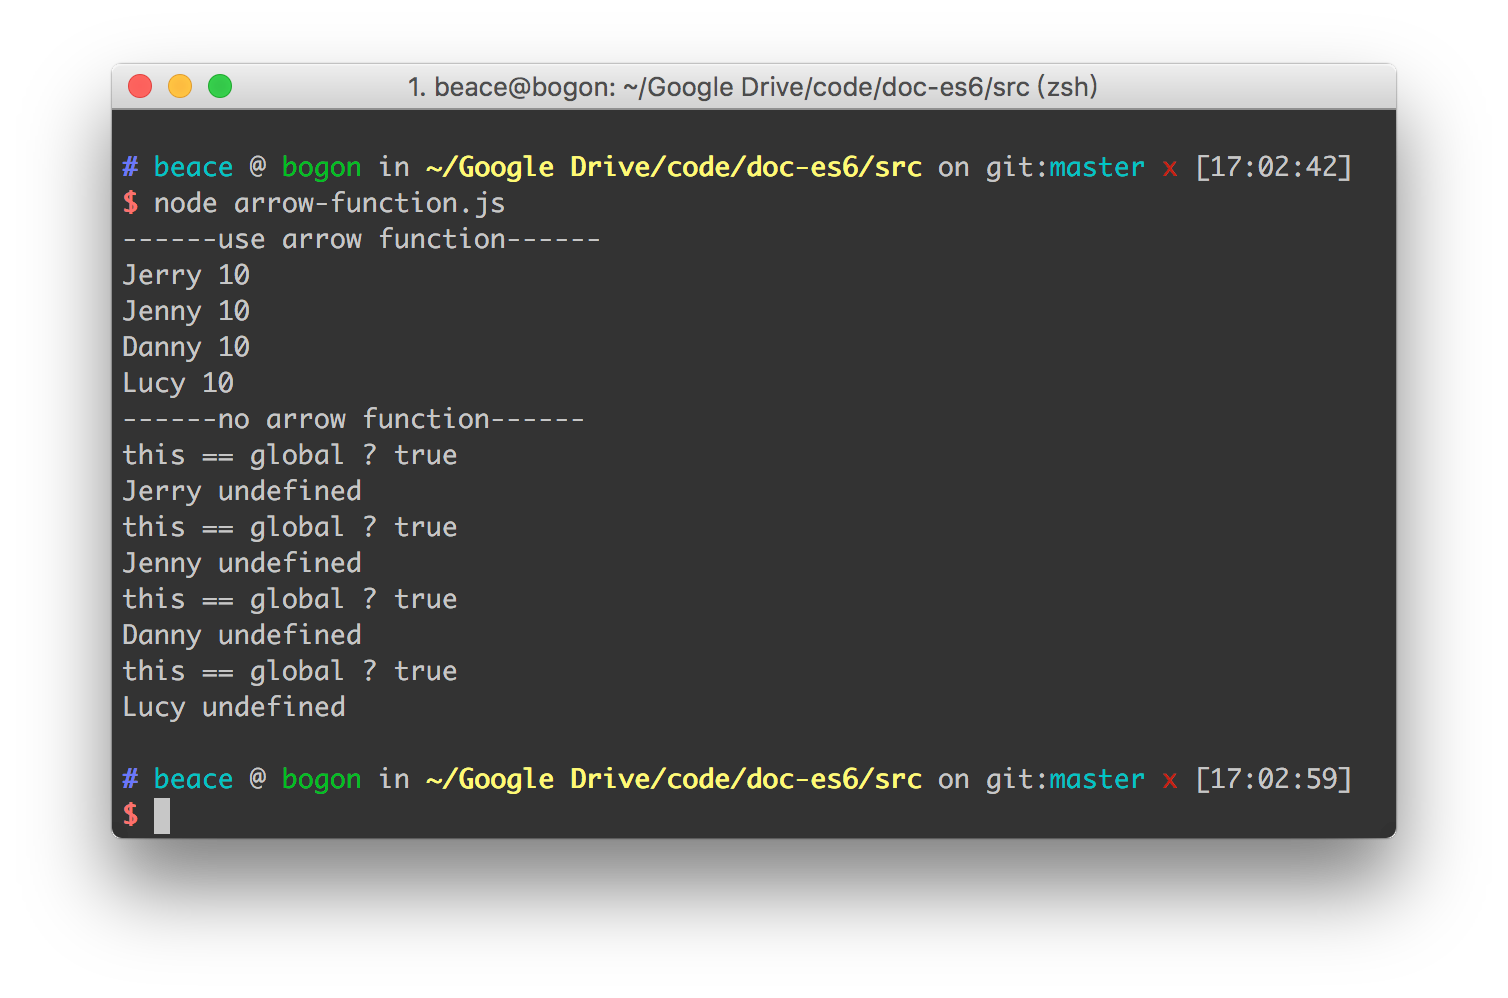 1. beace@bogon: ~/Google Drive/code/doc-es6/src (zsh)
# beace @ bogon in ~/Google Drive/code/doc-es6/src on git:master x [17:02:42]
$ node arrow-function.js
------use arrow function------
Jerry 10
Jenny 10
Danny 10
Lucy 10
------no arrow function------
this == global ? true
Jerry undefined
this == global ? true
Jenny undefined
this == global ? true
Danny undefined
this == global ? true
Lucy undefined
# beace @ bogon in ~/Google Drive/code/doc-es6/src on git:master x [17:02:59]
$